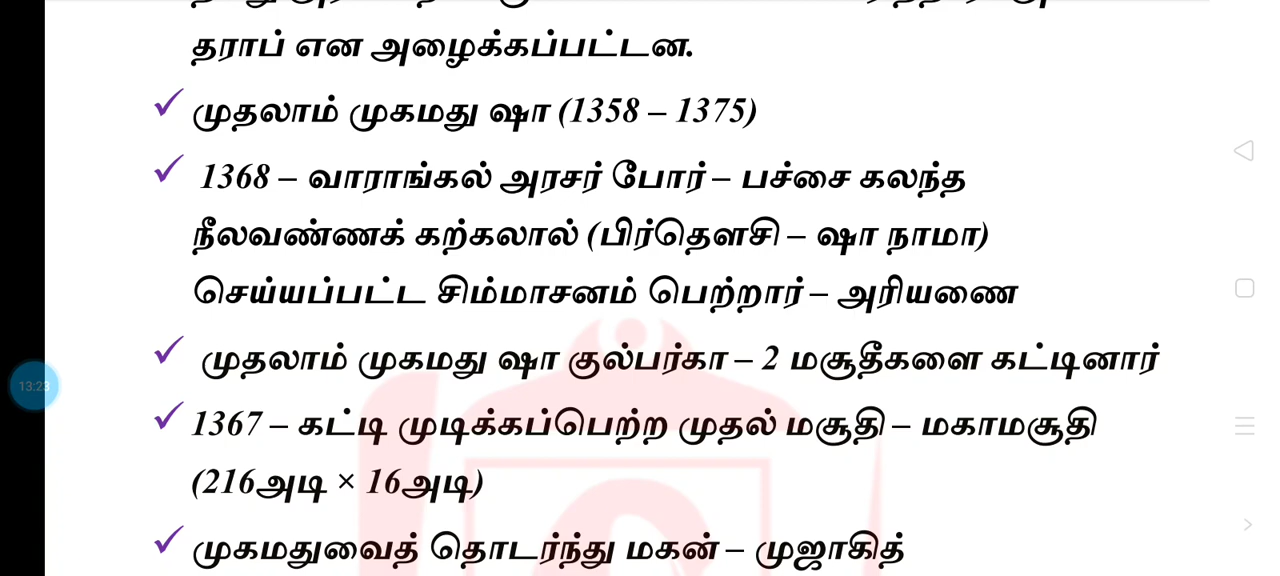 தராப் என அழைக்கப்பட்டன.
முதலாம் முகமது ஷா (1358 – 1375)
1368 – வாராங்கல் அரசர் போர் – பச்சை கலந்த
நீலவண்ணக் கற்கலால் (பிர்தௌசி – ஷா நாமா)
செய்யப்பட்ட சிம்மாசனம் பெற்றார் – அரியணை
முதலாம் முகமது ஷா குல்பர்கா – 2 மசூதீகளை கட்டினார்
13:23
1367 – கட்டி முடிக்கப்பெற்ற முதல் மசூதி – மகாமசூதி
(216அடி × 16அடி)
முகமதுவைத் தொடர்ந்து மகன் – முஜாகித்